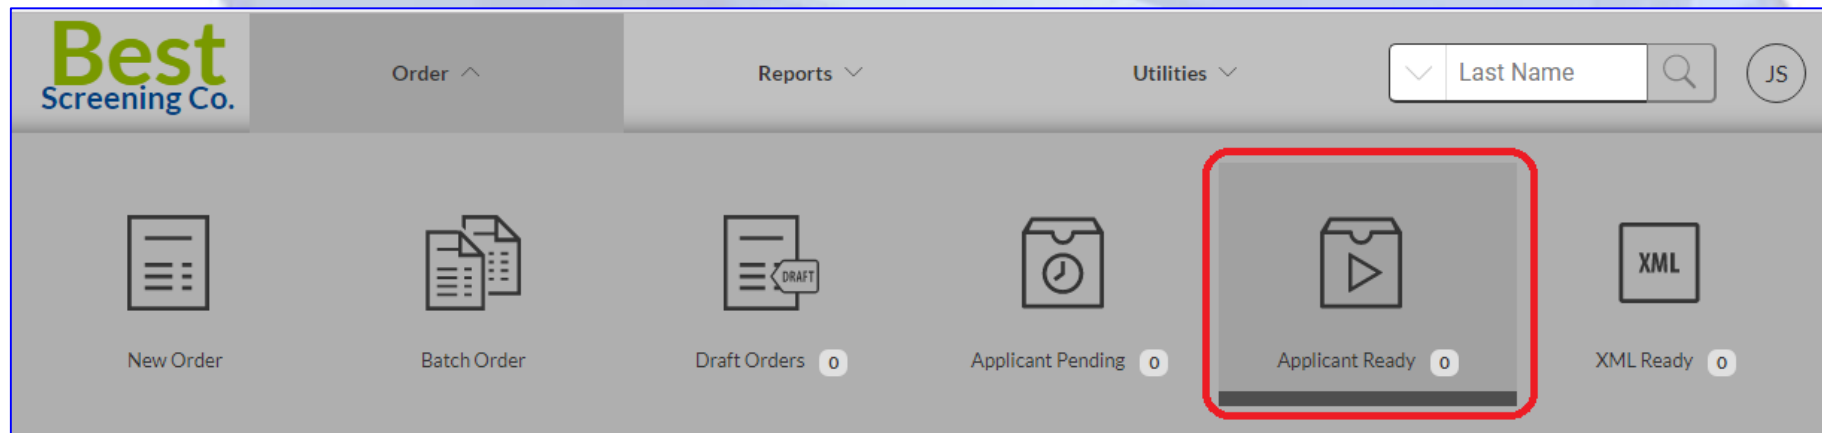 Best
Screening Co.
Order
Reports
Utilities
Last Name
JS
DRAFT
XML
New Order
Batch Order
Draft Orders 0
Applicant Pending 0
Applicant Ready 0
XML Ready 0